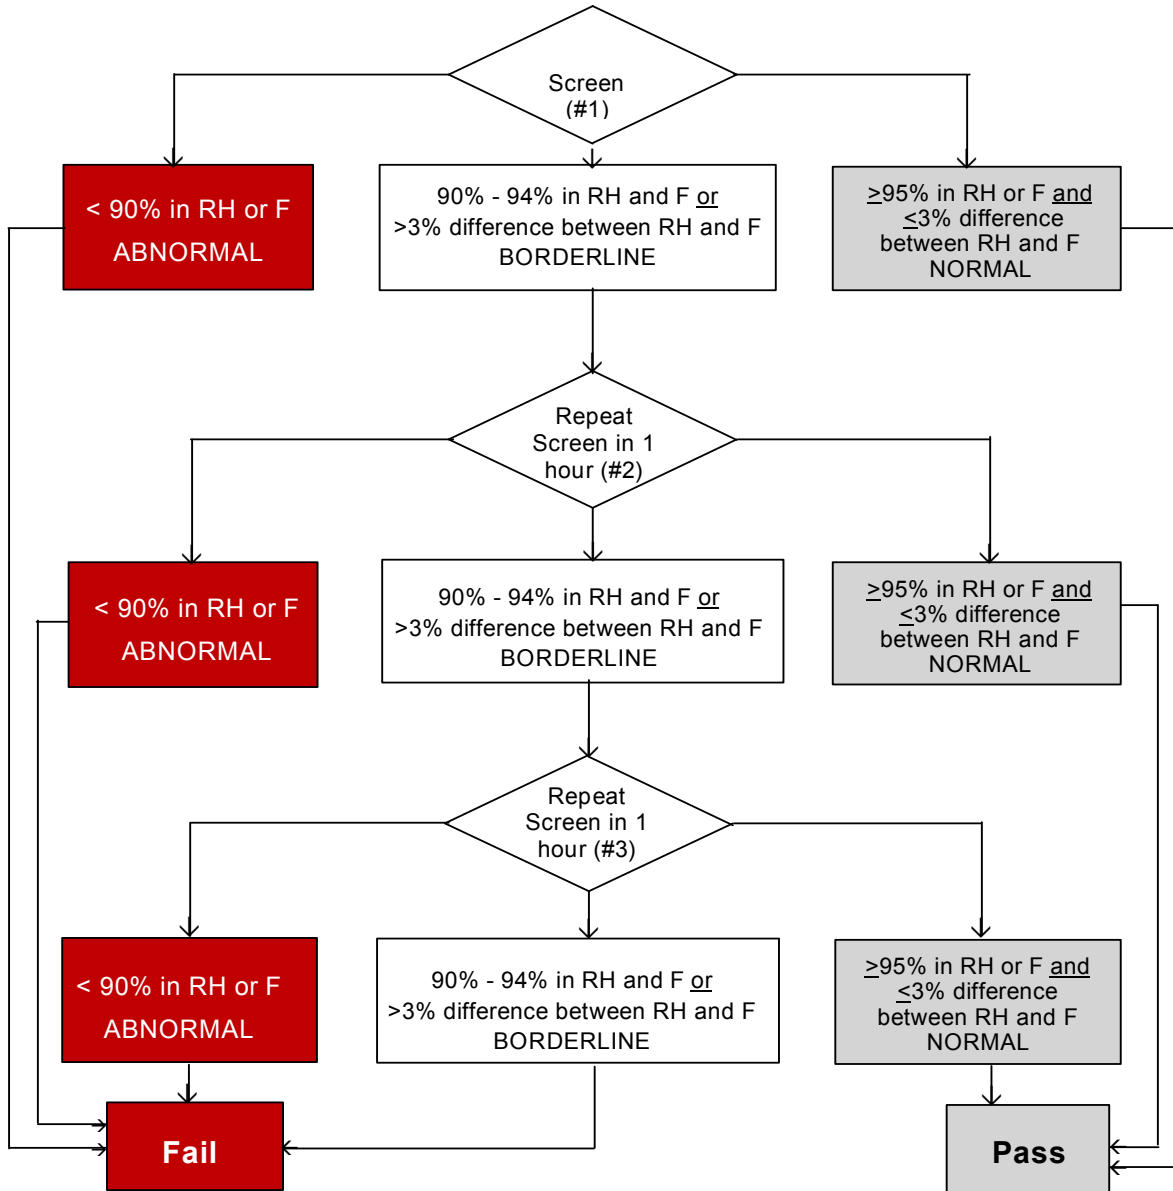 Screen
(#1)
< 90% in RH or F
ABNORMAL
90% - 94% in RH and F or
>3% difference between RH and F
BORDERLINE
≥95% in RH or F and
≤3% difference
between RH and F
NORMAL
Repeat
Screen in 1
hour (#2)
< 90% in RH or F
ABNORMAL
90% - 94% in RH and F or
>3% difference between RH and F
BORDERLINE
≥95% in RH or F and
≤3% difference
between RH and F
NORMAL
Repeat
Screen in 1
hour (#3)
< 90% in RH or F
ABNORMAL
90% - 94% in RH and F or
>3% difference between RH and F
BORDERLINE
≥95% in RH or F and
≤3% difference
between RH and F
NORMAL
Fail
Pass